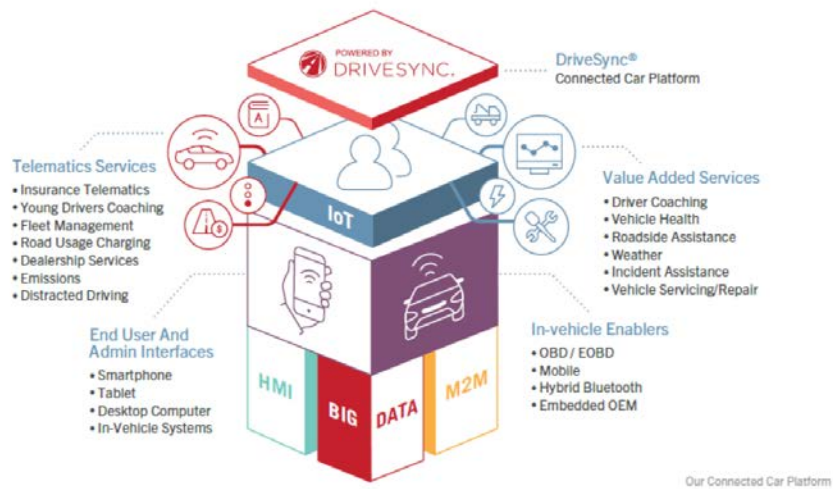 POWERED BY
DRIVESYNC.
DriveSync®
Connected Car Platform
A
Telematics Services
• Insurance Telematics
• Young Drivers Coaching
• Fleet Management
• Road Usage Charging
• Dealership Services
• Emissions
• Distracted Driving
$
IoT
Value Added Services
• Driver Coaching
• Vehicle Health
• Roadside Assistance
• Weather
• Incident Assistance
• Vehicle Servicing/Repair
End User And
Admin Interfaces
• Smartphone
• Tablet
• Desktop Computer
• In-Vehicle Systems
In-vehicle Enablers
• OBD / EOBD
• Mobile
• Hybrid Bluetooth
• Embedded OEM
HMI
BIG
DATA
M2M
Our Connected Car Platform